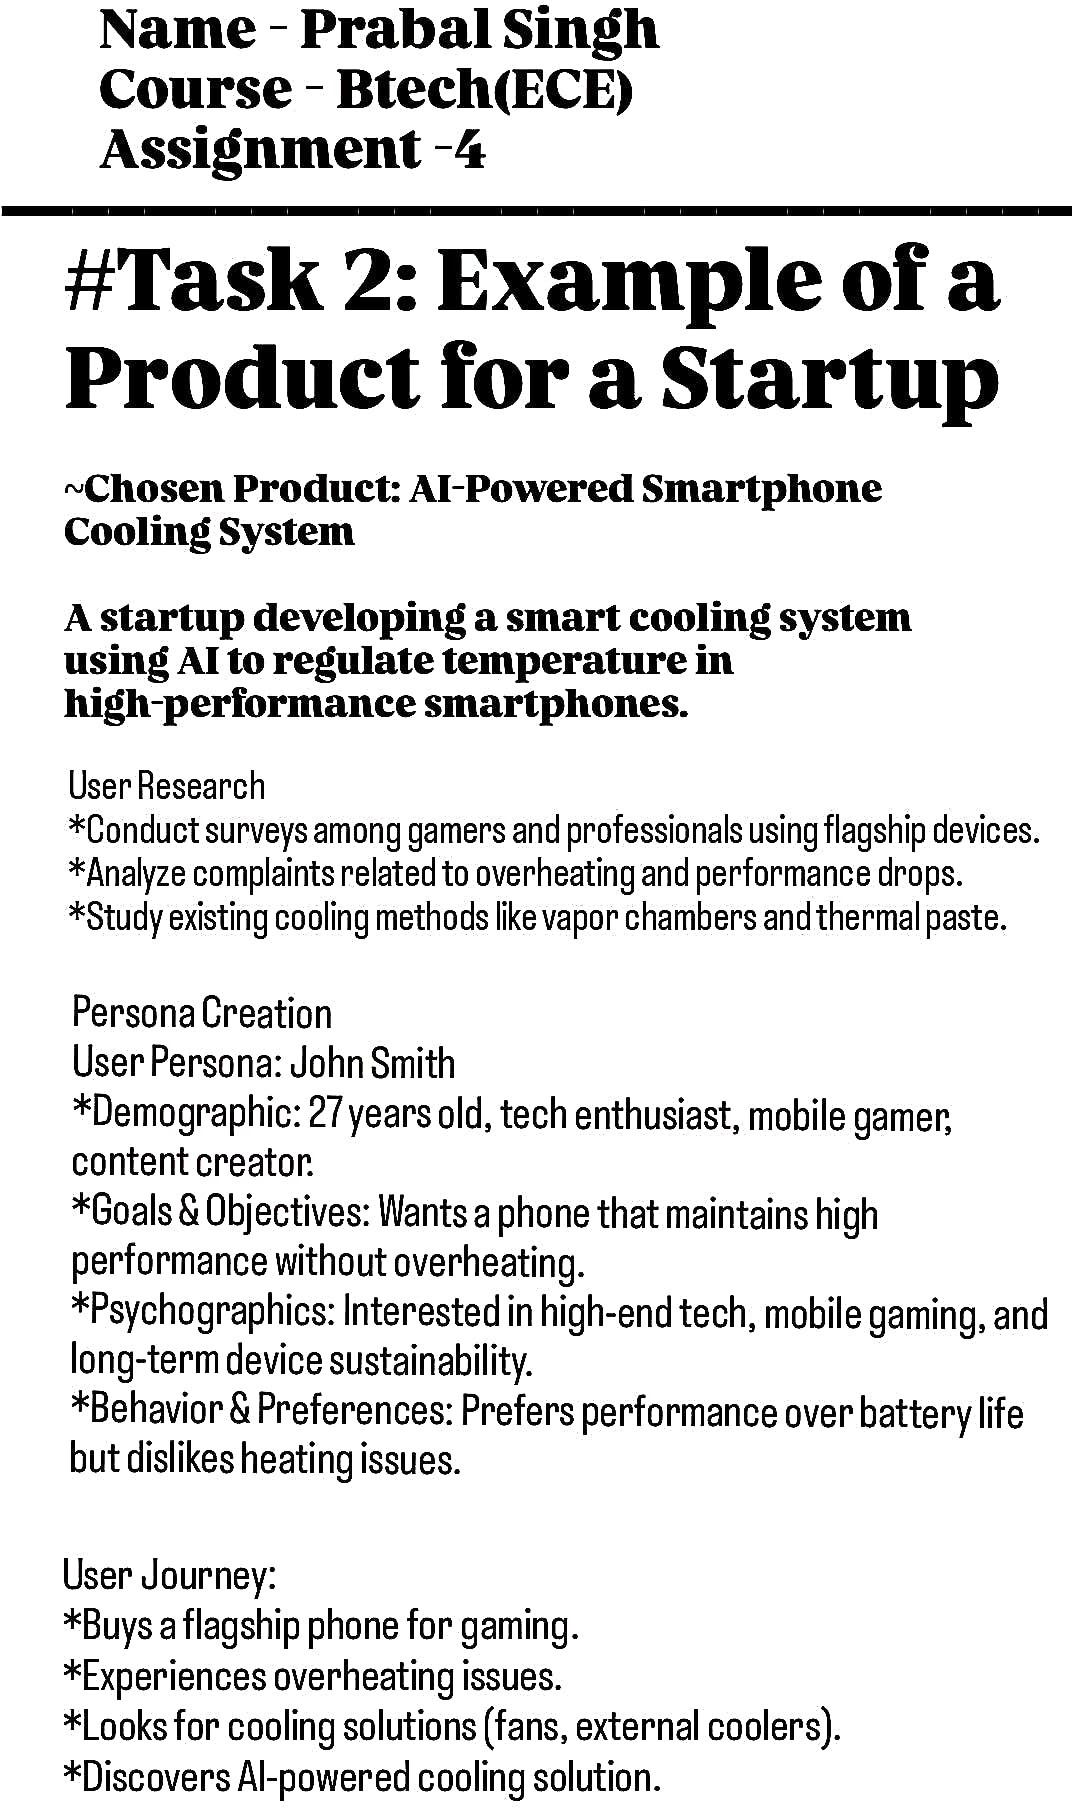 Name - Prabal Singh
Course - Btech(ECE)
Assignment -4
#Task 2: Example of a
Product for a Startup
~Chosen Product: AI-Powered Smartphone
Cooling System
A startup developing a smart cooling system
using AI to regulate temperature in
high-performance smartphones.
User Research
*Conduct surveys among gamers and professionals using flagship devices.
*Analyze complaints related to overheating and performance drops.
*Study existing cooling methods like vapor chambers and thermal paste.
Persona Creation
User Persona: John Smith
*Demographic: 27 years old, tech enthusiast, mobile gamer,
content creator.
*Goals & Objectives: Wants a phone that maintains high
performance without overheating.
*Psychographics: Interested in high-end tech, mobile gaming, and
long-term device sustainability.
*Behavior & Preferences: Prefers performance over battery life
but dislikes heating issues.
User Journey:
*Buys a flagship phone for gaming.
*Experiences overheating issues.
*Looks for cooling solutions (fans, external coolers).
*Discovers AI-powered cooling solution.